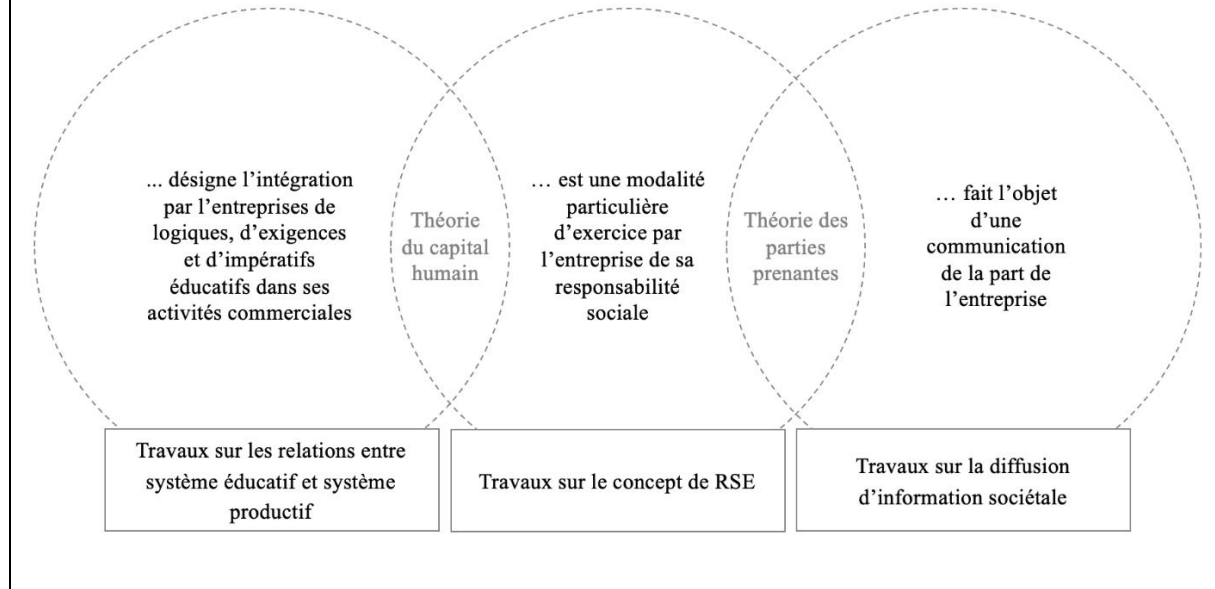 ... désigne l’intégration
par l’entreprises de
logiques, d’exigences
et d’impératifs
éducatifs dans ses
activités commerciales
Théorie
du capital
humain
… est une modalité
particulière
d’exercice par
l’entreprise de sa
responsabilité
sociale
Théorie des
parties
prenantes
… fait l’objet
d’une
communication
de la part de
l’entreprise
Travaux sur les relations entre
système éducatif et système
productif
Travaux sur le concept de RSE
Travaux sur la diffusion
d’information sociétale